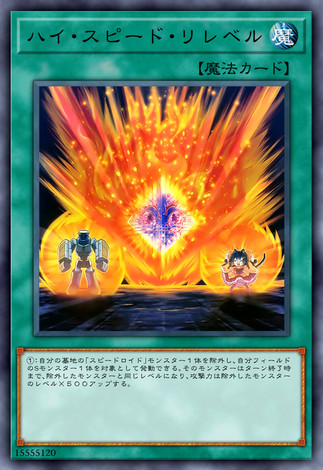 ハイ・スピード・リレベル
魔
【魔法カード】
①：自分の墓地の「スピードロイド」モンスター１体を除外し、自分フィールド
のＳモンスター１体を対象として発動できる。そのモンスターはターン終了時
まで、除外したモンスターと同じレベルになり、攻撃力は除外したモンスター
のレベル×５００アップする。
15555120